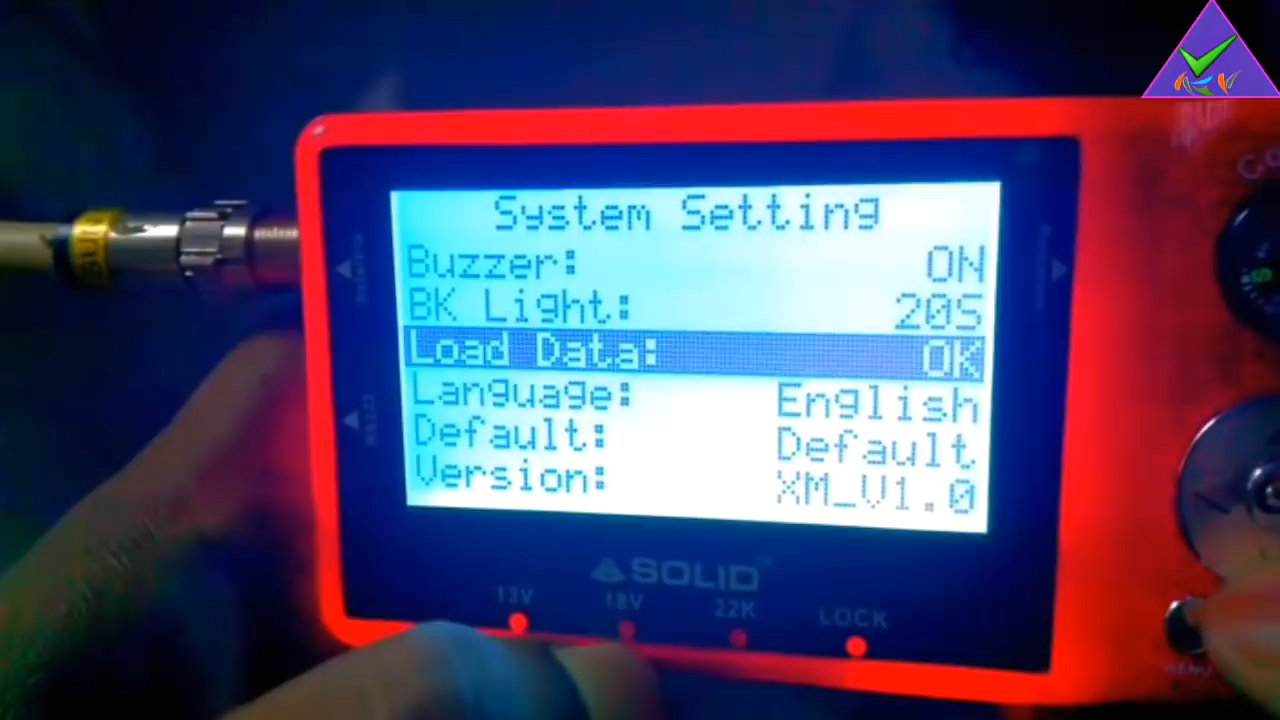 System Setting
Buzzer: ON
BK Light: 20S
Load Data: OK
Language: English
Default: Default
Version: XM_V1.0
SOLID
13V 18V 22K LOCK
MENU